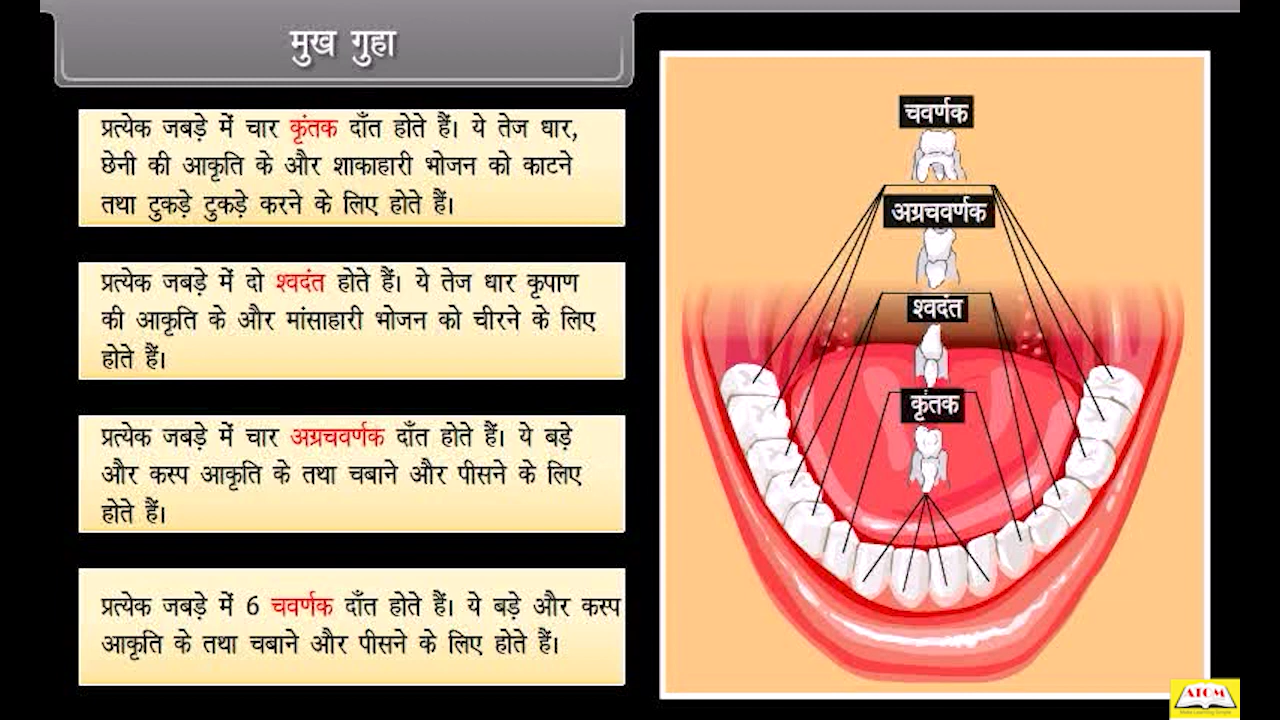 मुख गुहा
प्रत्येक जबड़े में चार कृंतक दाँत होते हैं। ये तेज धार,
छेनी की आकृति के और शाकाहारी भोजन को काटने
तथा टुकड़े टुकड़े करने के लिए होते हैं।
प्रत्येक जबड़े में दो श्वदंत होते हैं। ये तेज धार कृपाण
की आकृति के और मांसाहारी भोजन को चीरने के लिए
होते हैं।
प्रत्येक जबड़े में चार अग्रचवर्णक दाँत होते हैं। ये बड़े
और कस्प आकृति के तथा चबाने और पीसने के लिए
होते हैं।
प्रत्येक जबड़े में 6 चवर्णक दाँत होते हैं। ये बड़े और कस्प
आकृति के तथा चबाने और पीसने के लिए होते हैं।
चवर्णक
अग्रचवर्णक
श्वदंत
कृंतक
ATOM